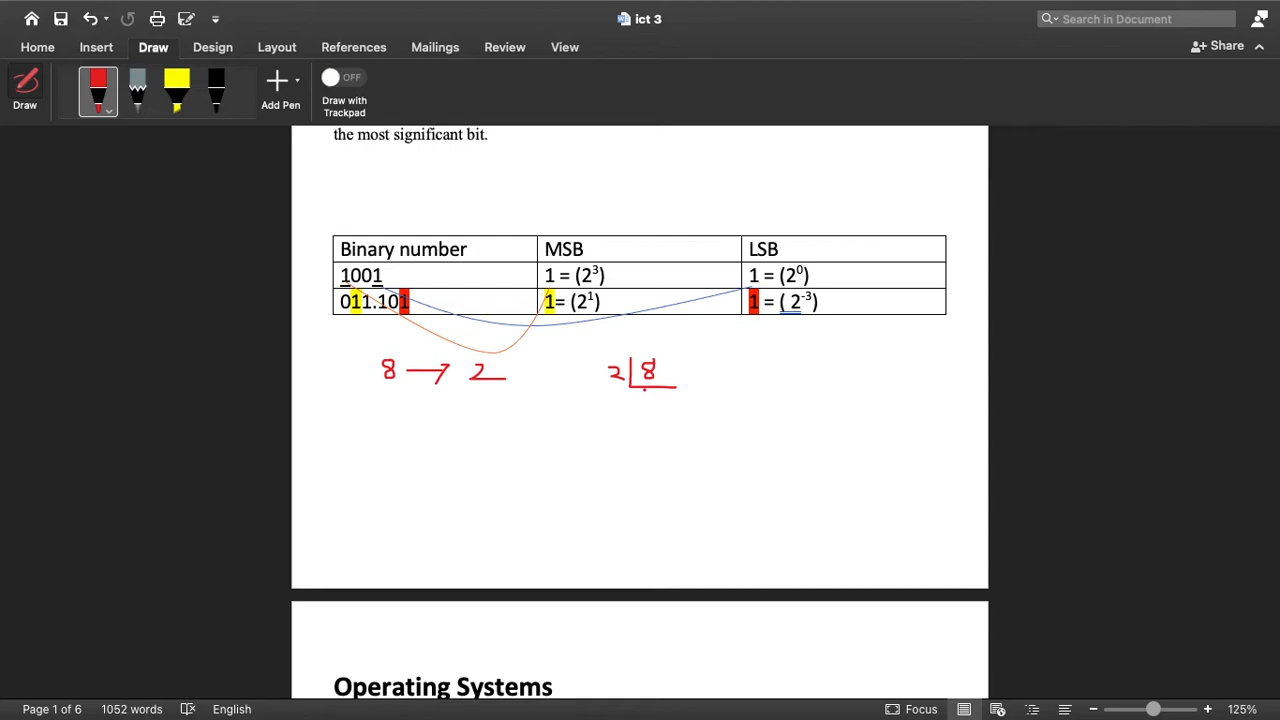 ict 3
Search in Document
Home Insert Draw Design Layout References Mailings Review View Share
Draw
Add Pen
OFF
Draw with
Trackpad
the most significant bit.
Binary number MSB LSB
1001 1 = (2³) 1 = (2⁰)
011.101 1= (2¹) 1 = ( 2⁻³)
8 → 2 2 8
Operating Systems
Page 1 of 6 1052 words English Focus 125%